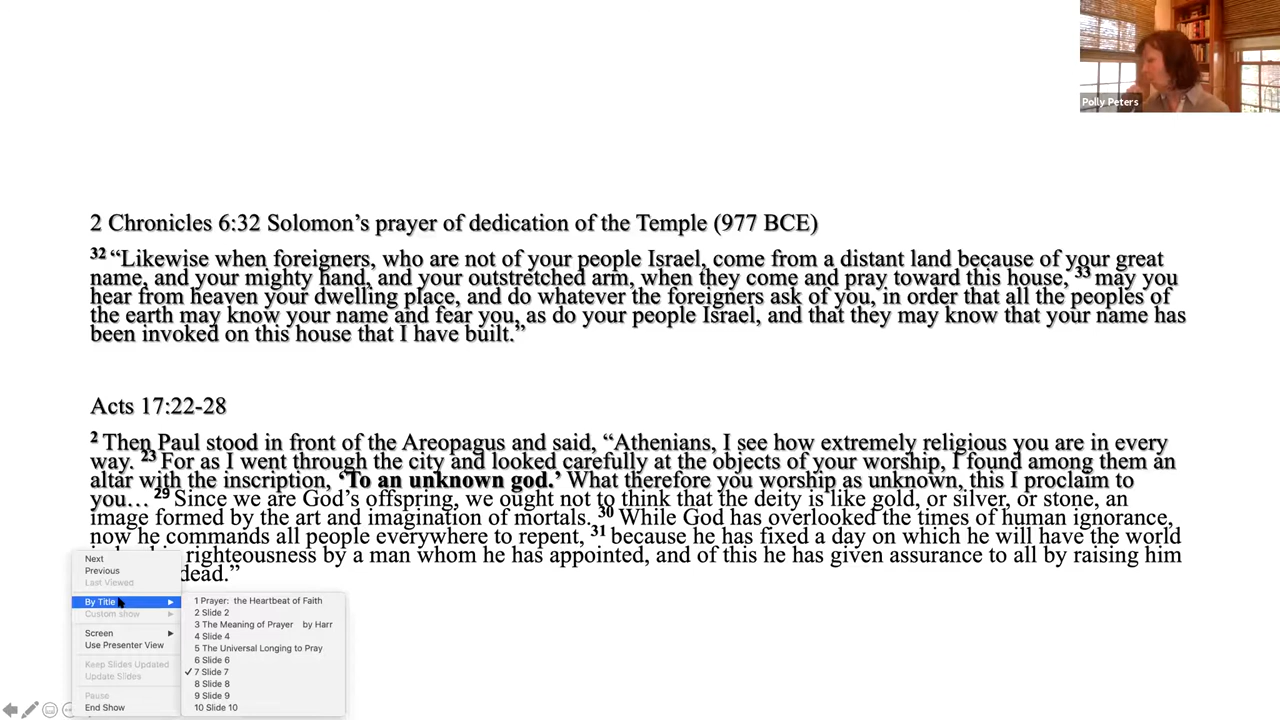 Polly Peters
2 Chronicles 6:32 Solomon’s prayer of dedication of the Temple (977 BCE)
32 “Likewise when foreigners, who are not of your people Israel, come from a distant land because of your great
name, and your mighty hand, and your outstretched arm, when they come and pray toward this house, 33 may you
hear from heaven your dwelling place, and do whatever the foreigners ask of you, in order that all the peoples of
the earth may know your name and fear you, as do your people Israel, and that they may know that your name has
been invoked on this house that I have built.”
Acts 17:22-28
2 Then Paul stood in front of the Areopagus and said, “Athenians, I see how extremely religious you are in every
way. 23 For as I went through the city and looked carefully at the objects of your worship, I found among them an
altar with the inscription, ‘To an unknown god.’ What therefore you worship as unknown, this I proclaim to
you… 29 Since we are God’s offspring, we ought not to think that the deity is like gold, or silver, or stone, an
image formed by the art and imagination of mortals. 30 While God has overlooked the times of human ignorance,
now he commands all people everywhere to repent, 31 because he has fixed a day on which he will have the world
righteousness by a man whom he has appointed, and of this he has given assurance to all by raising him
dead.”
Next
Previous
Last Viewed
By Title
Custom show
Screen
Use Presenter View
Keep Slides Updated
Update Slides
Pause
End Show
1 Prayer: the Heartbeat of Faith
2 Slide 2
3 The Meaning of Prayer by Harr
4 Slide 4
5 The Universal Longing to Pray
6 Slide 6
✓ 7 Slide 7
8 Slide 8
9 Slide 9
10 Slide 10